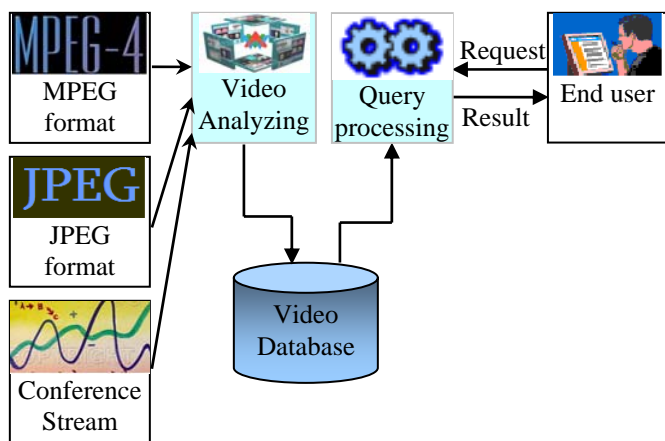 MPEG-4
MPEG
format
Video
Analyzing
Query
processing
Request
Result
End user
JPEG
JPEG
format
A → B → C
+
−
Conference
Stream
Video
Database